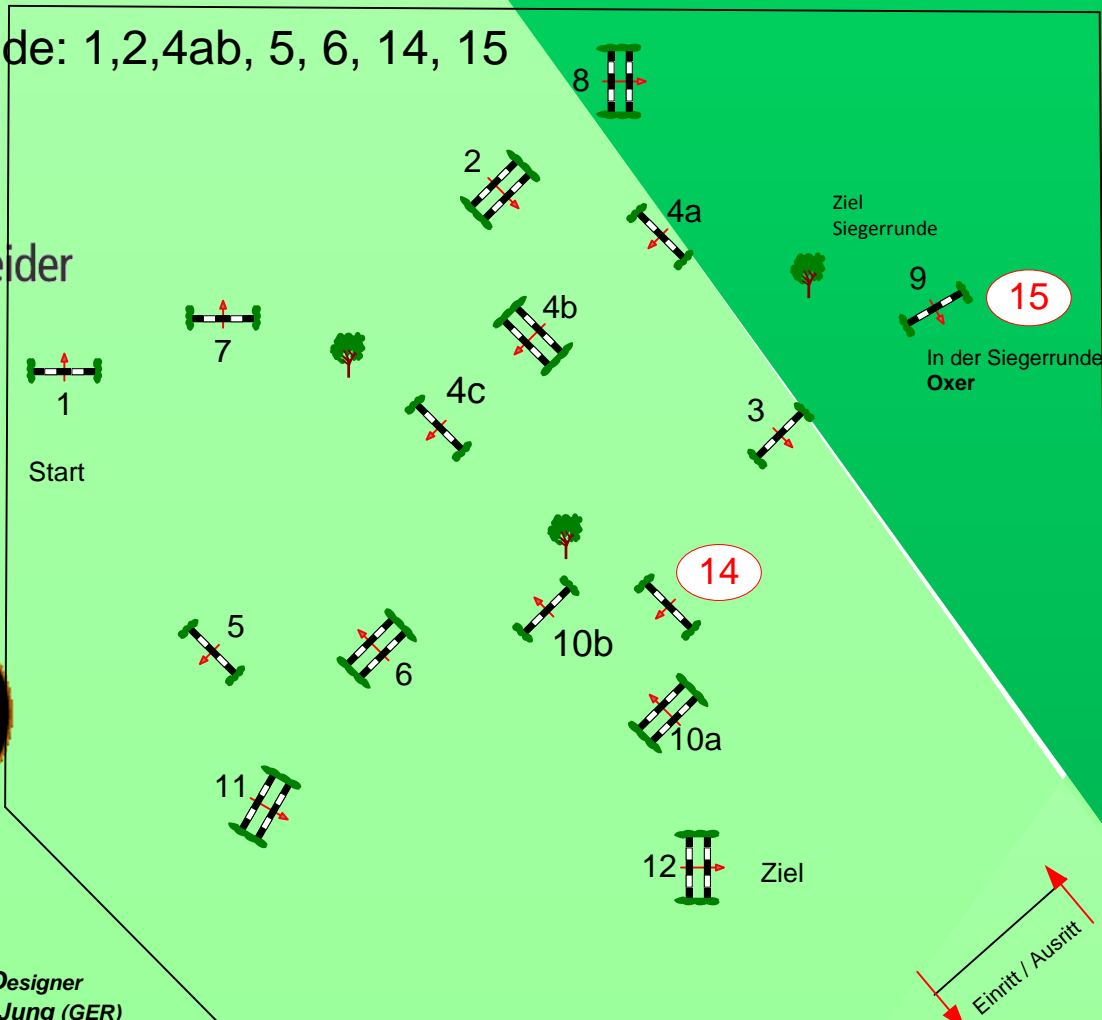 de: 1,2,4ab, 5, 6, 14, 15
8
2
4a
Ziel
Siegerrunde
eider
9
15
4b
7
In der Siegerrunde
Oxer
1
4c
3
Start
14
5
10b
6
10a
11
12
Ziel
Einritt / Ausritt
Designer
Jung (GER)